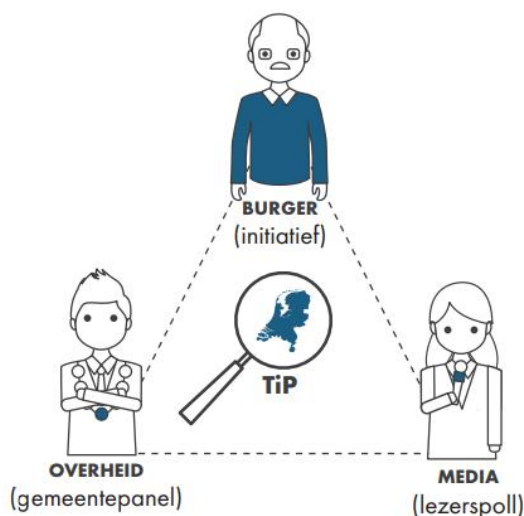 BURGER
(initiatief)
TiP
OVERHEID
(gemeentepanel)
MEDIA
(lezerspoll)